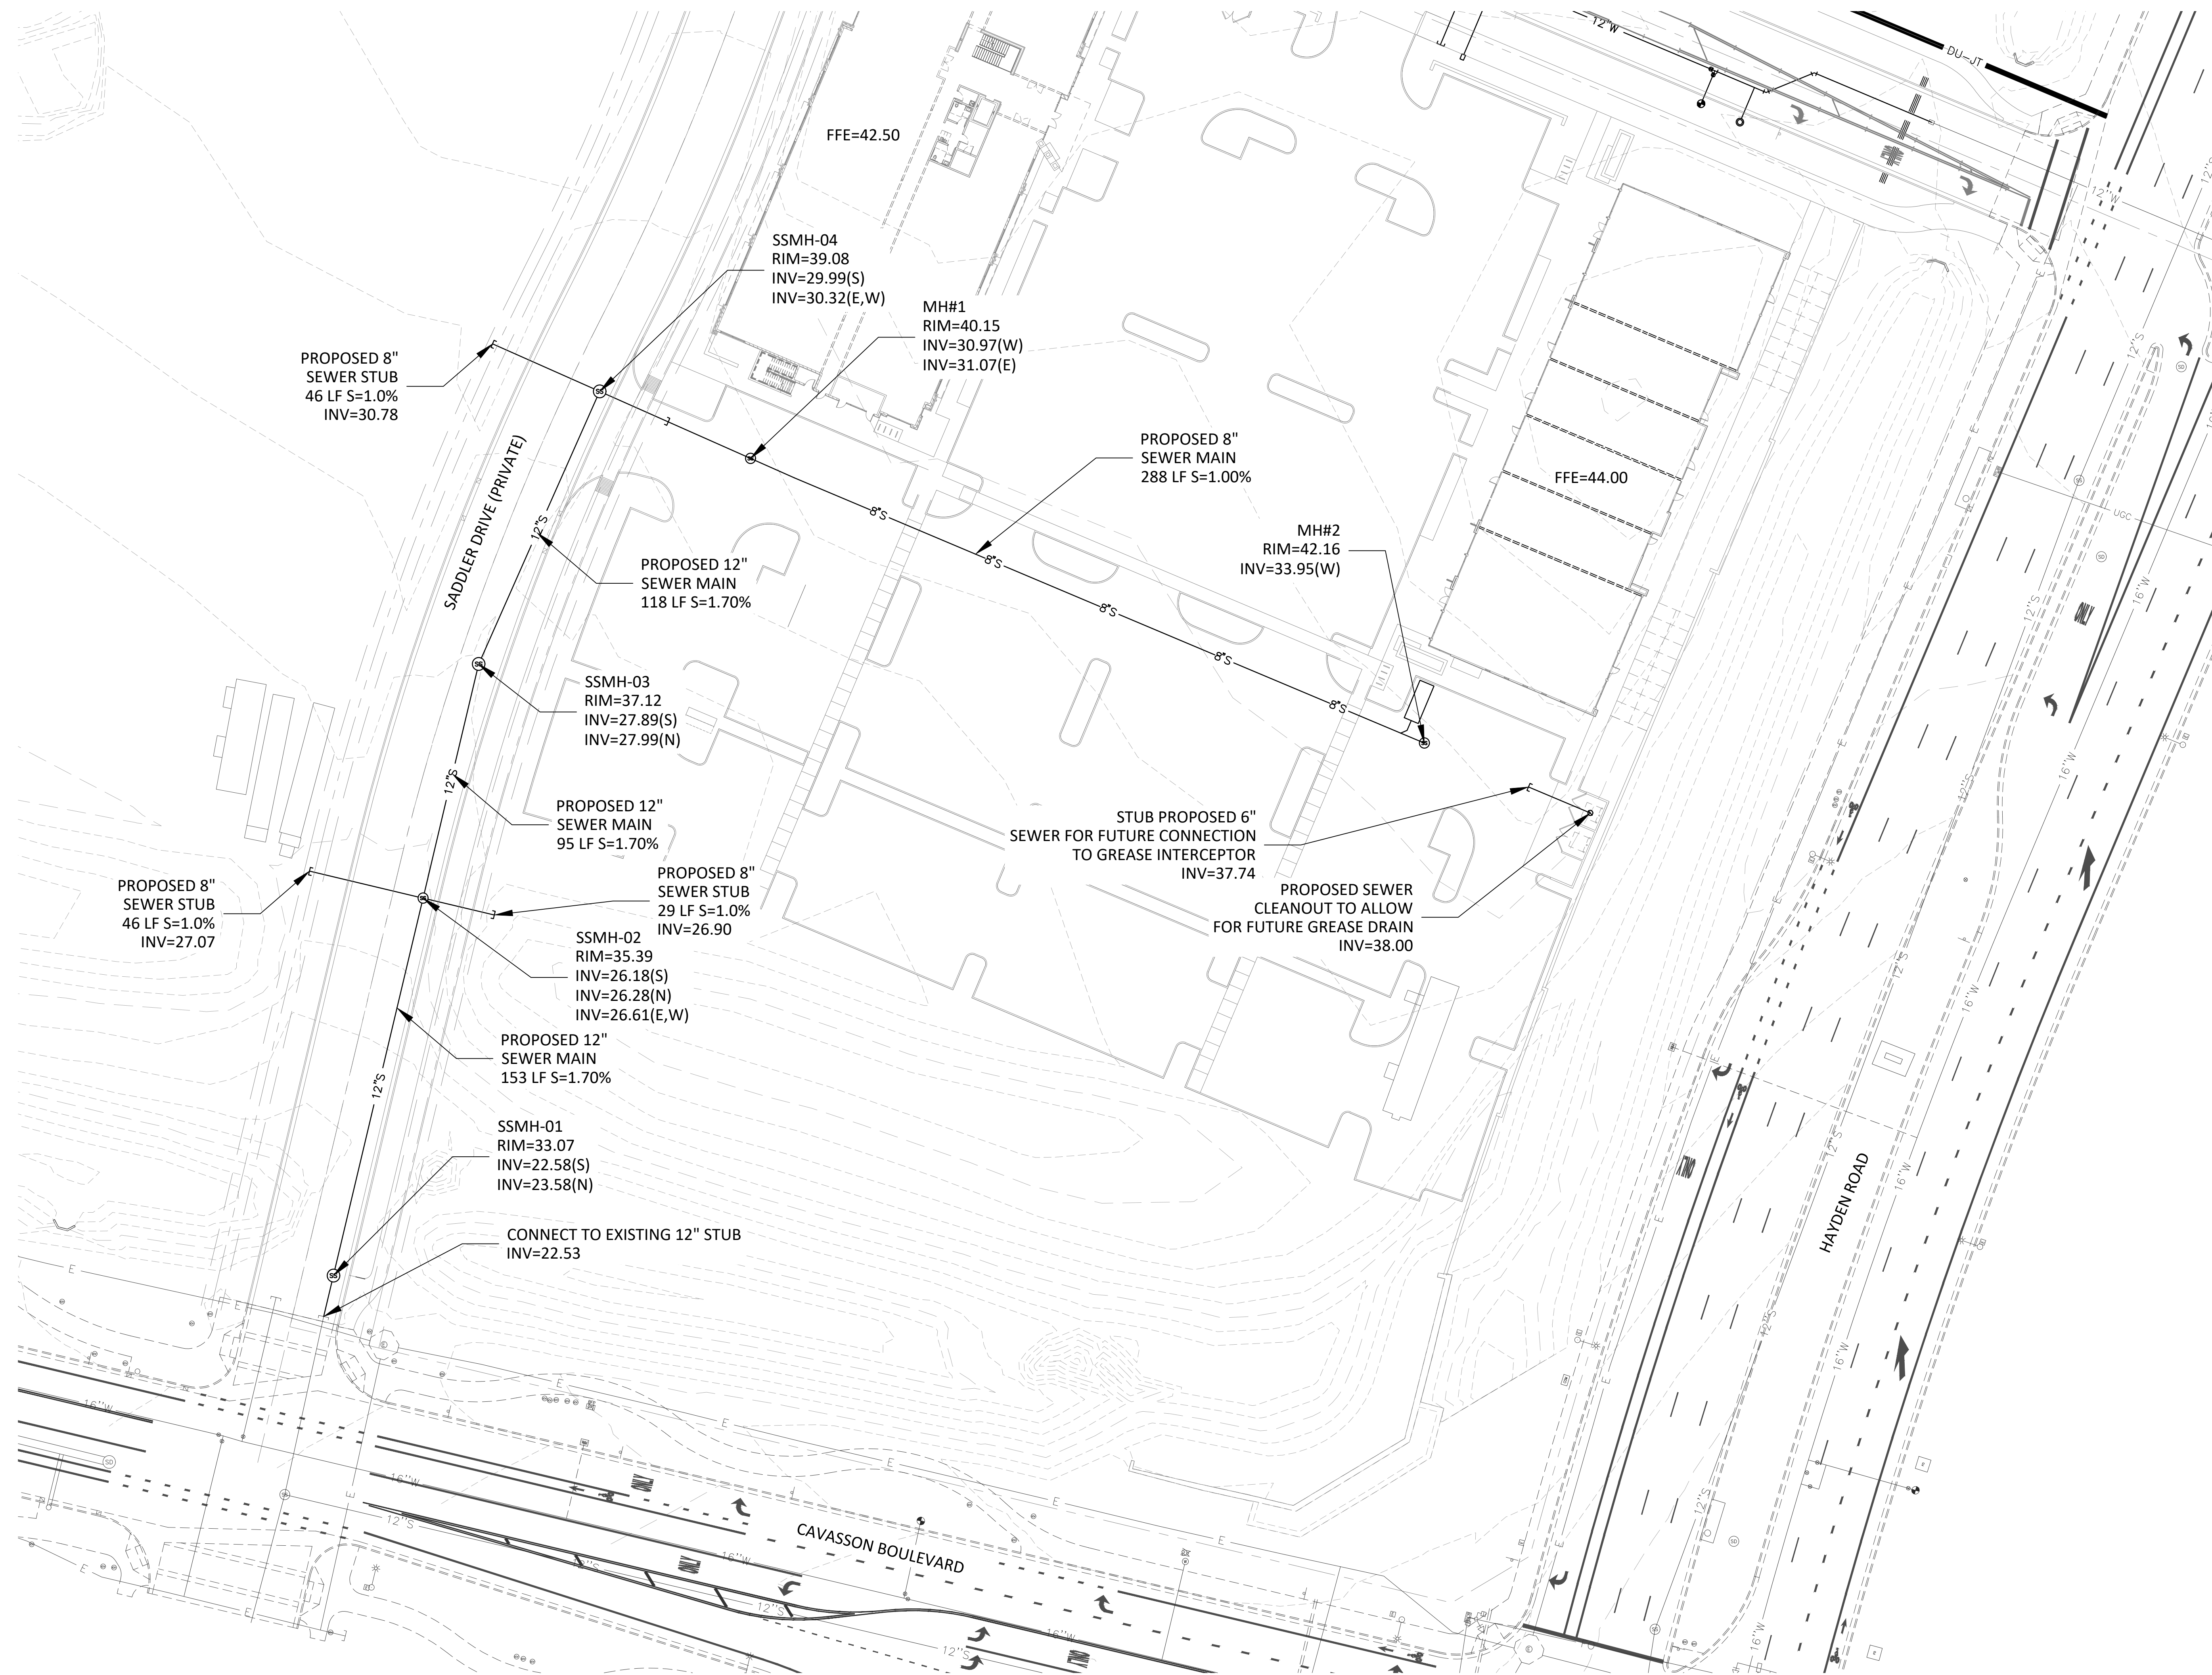 12"W
DU-JT
FFE=42.50
12"W
12"S
SSMH-04
RIM=39.08
INV=29.99(S)
INV=30.32(E,W)
MH#1
RIM=40.15
INV=30.97(W)
INV=31.07(E)
PROPOSED 8"
SEWER STUB
46 LF S=1.0%
INV=30.78
12"S
SADDLER DRIVE (PRIVATE)
PROPOSED 8"
SEWER MAIN
288 LF S=1.00%
FFE=44.00
8"S
8"S
8"S
8"S
8"S
12"S
UGC
MH#2
RIM=42.16
INV=33.95(W)
PROPOSED 12"
SEWER MAIN
118 LF S=1.70%
16"W
12"S
SSMH-03
RIM=37.12
INV=27.89(S)
INV=27.99(N)
12"S
16"W
12"S
PROPOSED 12"
SEWER MAIN
95 LF S=1.70%
STUB PROPOSED 6"
SEWER FOR FUTURE CONNECTION
TO GREASE INTERCEPTOR
INV=37.74
PROPOSED 8"
SEWER STUB
46 LF S=1.0%
INV=27.07
PROPOSED 8"
SEWER STUB
29 LF S=1.0%
INV=26.90
PROPOSED SEWER
CLEANOUT TO ALLOW
FOR FUTURE GREASE DRAIN
INV=38.00
SSMH-02
RIM=35.39
INV=26.18(S)
INV=26.28(N)
INV=26.61(E,W)
12"S
16"W
PROPOSED 12"
SEWER MAIN
153 LF S=1.70%
12"S
12"S
16"W
SSMH-01
RIM=33.07
INV=22.58(S)
INV=23.58(N)
HAYDEN ROAD
CONNECT TO EXISTING 12" STUB
INV=22.53
E
E
12"S
16"W
E
16"W
E
E
16"W
E
12"S
12"S
CAVASSON BOULEVARD
16"W
12"S
16"W
12"S
16"W